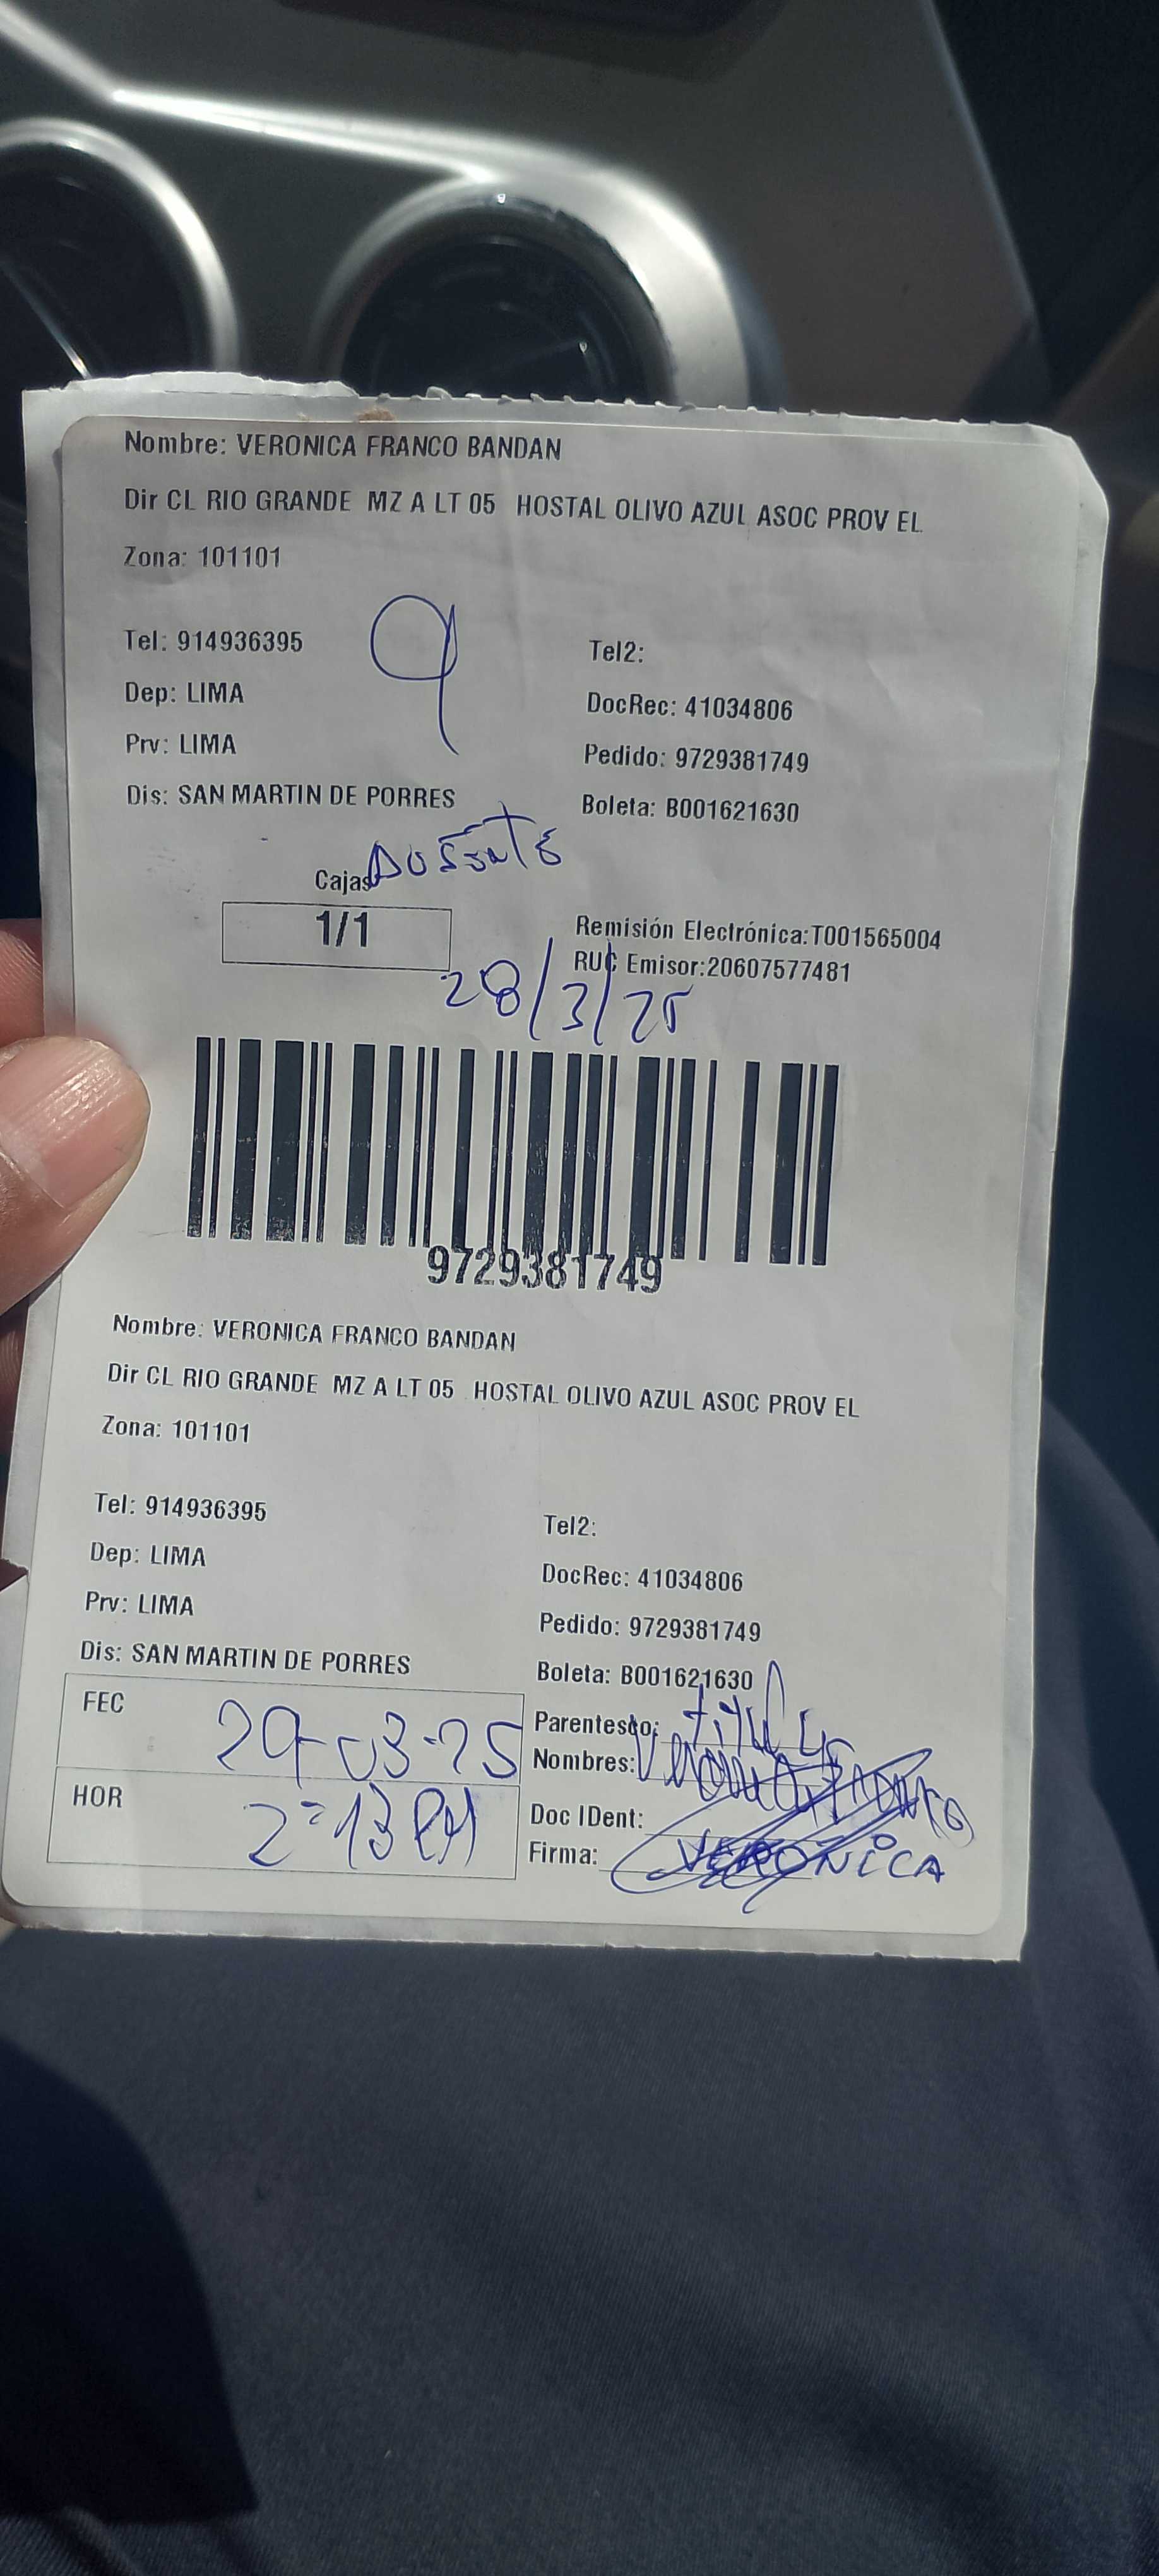 Nombre: VERONICA FRANCO BANDAN
Dir CL RIO GRANDE MZ A LT 05 HOSTAL OLIVO AZUL ASOC PROV EL
Zona: 101101
9
Tel: 914936395 Tel2:
Dep: LIMA DocRec: 41034806
Prv: LIMA Pedido: 9729381749
Dis: SAN MARTIN DE PORRES Boleta: B001621630
Cajas
1/1
Remisión Electrónica:T001565004
RUC Emisor:20607577481
28/3/25
9729381749
Nombre: VERONICA FRANCO BANDAN
Dir CL RIO GRANDE MZ A LT 05 HOSTAL OLIVO AZUL ASOC PROV EL
Zona: 101101
Tel: 914936395 Tel2:
Dep: LIMA DocRec: 41034806
Prv: LIMA Pedido: 9729381749
Dis: SAN MARTIN DE PORRES Boleta: B001621630
FEC 29-03-25
HOR 2=13 PM
Parentesco:
Nombres: Veronica Franco
Doc IDent:
Firma: VERONICA